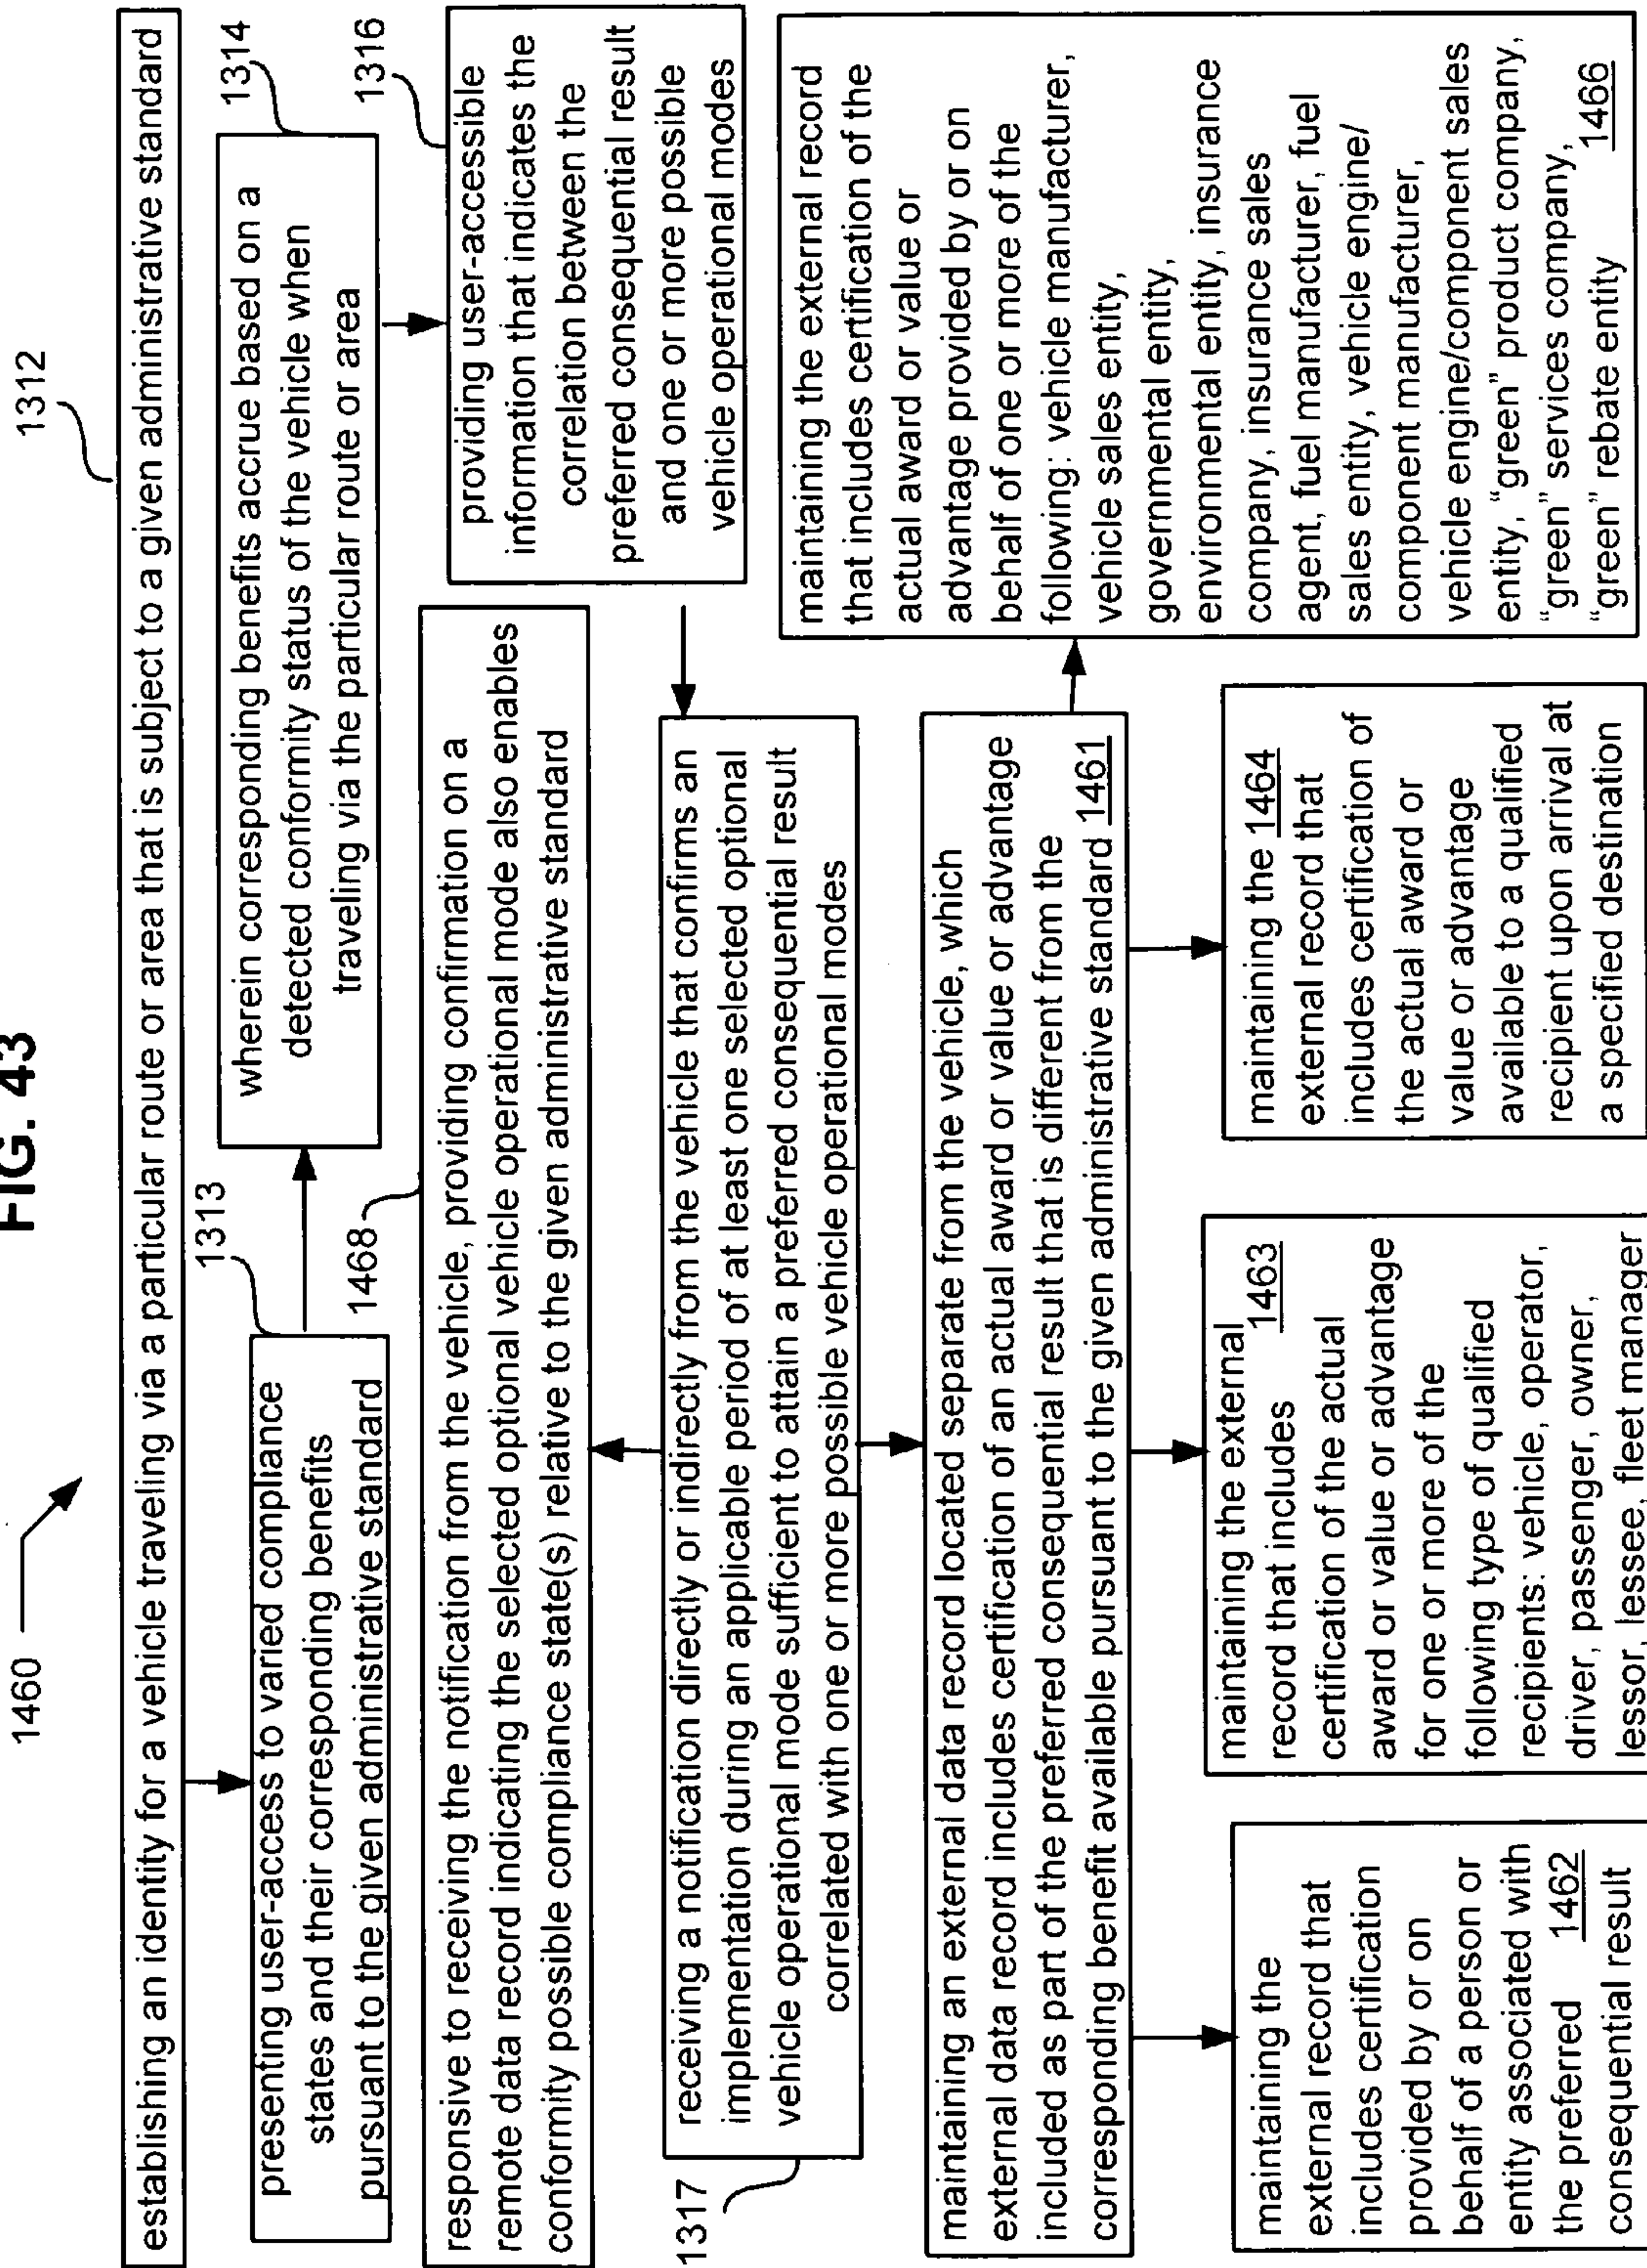 FIG. 43
1460
1312
establishing an identity for a vehicle traveling via a particular route or area that is subject to a given administrative standard
1313
presenting user-access to varied compliance
states and their corresponding benefits
pursuant to the given administrative standard
1314
wherein corresponding benefits accrue based on a
detected conformity status of the vehicle when
traveling via the particular route or area
1316
providing user-accessible
information that indicates the
correlation between the
preferred consequential result
and one or more possible
vehicle operational modes
1468
responsive to receiving the notification from the vehicle, providing confirmation on a
remote data record indicating the selected optional vehicle operational mode also enables
conformity possible compliance state(s) relative to the given administrative standard
1317
receiving a notification directly or indirectly from the vehicle that confirms an
implementation during an applicable period of at least one selected optional
vehicle operational mode sufficient to attain a preferred consequential result
correlated with one or more possible vehicle operational modes
maintaining an external data record located separate from the vehicle, which
external data record includes certification of an actual award or value or advantage
included as part of the preferred consequential result that is different from the
corresponding benefit available pursuant to the given administrative standard 1461
maintaining the
external record that
includes certification
provided by or on
behalf of a person or
entity associated with
the preferred 1462
consequential result
maintaining the external
record that includes 1463
certification of the actual
award or value or advantage
for one or more of the
following type of qualified
recipients: vehicle, operator,
driver, passenger, owner,
lessor, lessee, fleet manager
maintaining the 1464
external record that
includes certification of
the actual award or
value or advantage
available to a qualified
recipient upon arrival at
a specified destination
maintaining the external record
that includes certification of the
actual award or value or
advantage provided by or on
behalf of one or more of the
following: vehicle manufacturer,
vehicle sales entity,
governmental entity,
environmental entity, insurance
company, insurance sales
agent, fuel manufacturer, fuel
sales entity, vehicle engine/
component manufacturer,
vehicle engine/component sales
entity, “green” product company,
“green” services company,
“green” rebate entity 1466